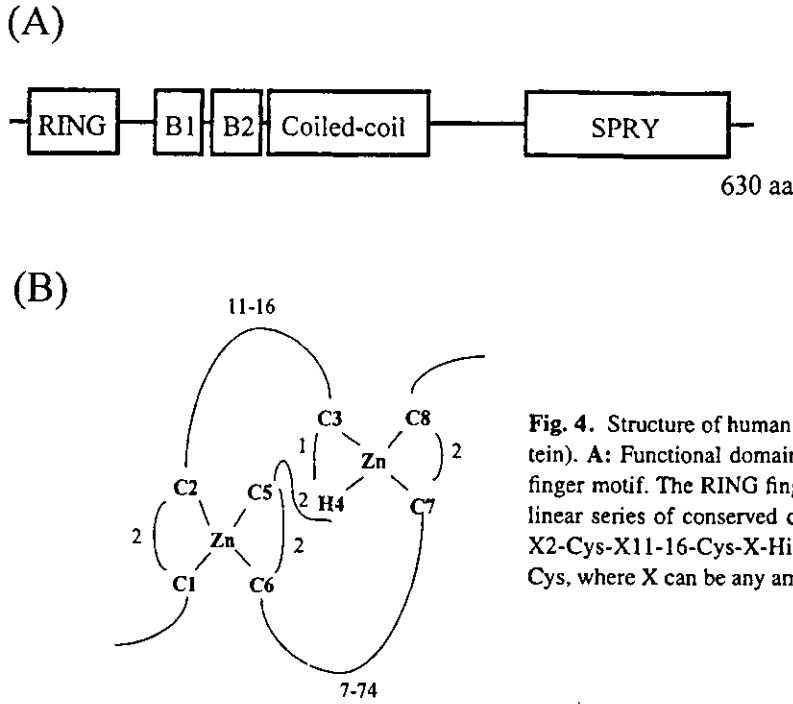 (A)
RING B1 B2 Coiled-coil SPRY
630 aa
(B)
11-16
C3 C8
1 Zn 2
C2 C5 2 H4 C7
2 Zn 2
C1 C6
7-74
Fig. 4. Structure of human
tein). A: Functional domain
finger motif. The RING fing
linear series of conserved c
X2-Cys-X11-16-Cys-X-Hi
Cys, where X can be any an